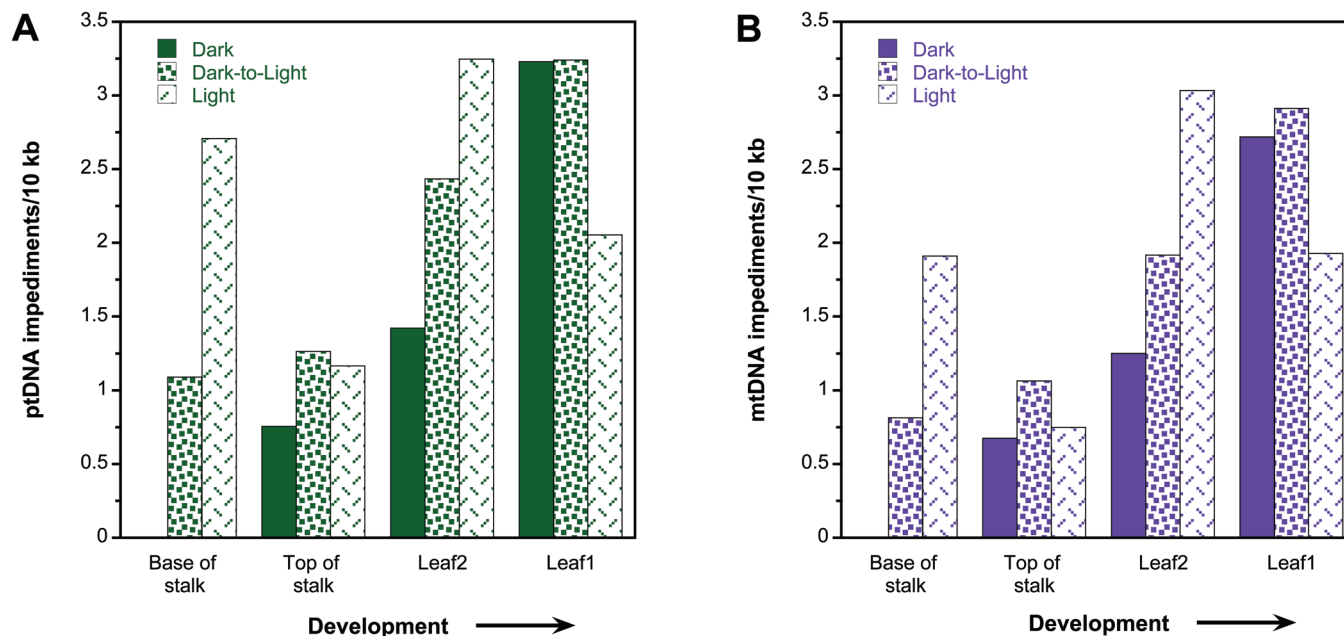 A
ptDNA impediments/10 kb
3.5
3
2.5
2
1.5
1
0.5
0
Dark
Dark-to-Light
Light
Base of
stalk
Top of
stalk
Leaf2
Leaf1
Development
B
mtDNA impediments/10 kb
3.5
3
2.5
2
1.5
1
0.5
0
Dark
Dark-to-Light
Light
Base of
stalk
Top of
stalk
Leaf2
Leaf1
Development